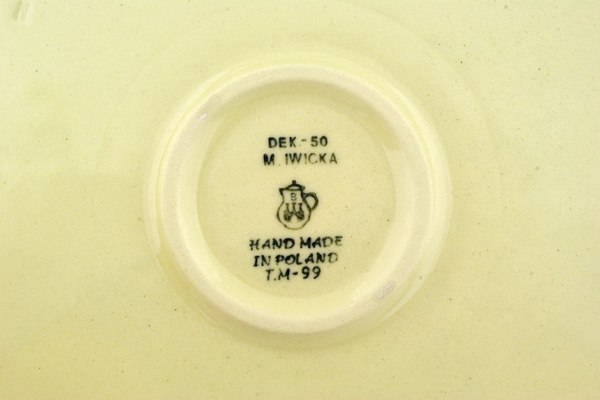 DEK.-50
M. IWICKA
B
HAND MADE
IN POLAND
T.M-99